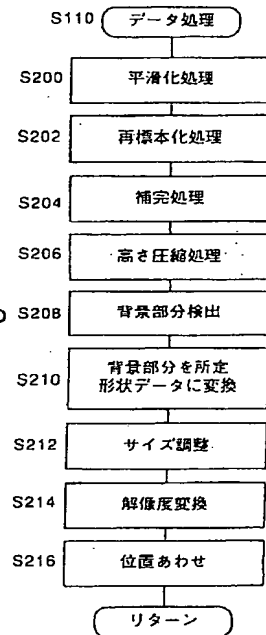 S110 データ処理
S200 平滑化処理
S202 再標本化処理
S204 補完処理
S206 高さ圧縮処理
S208 背景部分検出
S210 背景部分を所定
形状データに変換
S212 サイズ調整
S214 解像度変換
S216 位置あわせ
リターン